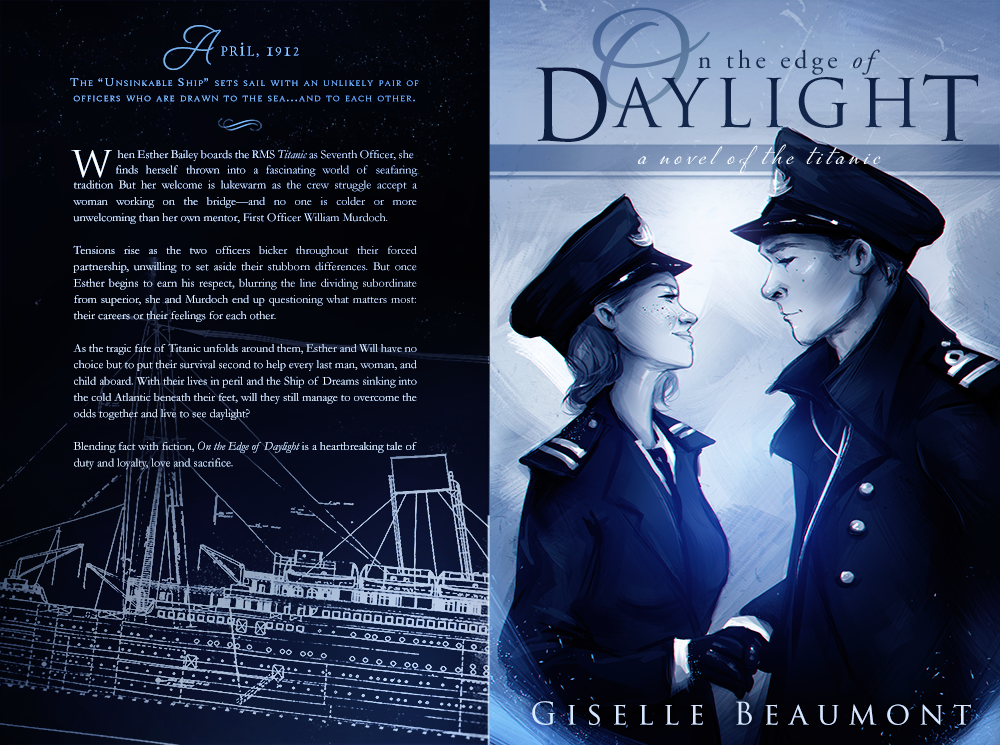 April, 1912
The "Unsinkable Ship" sets sail with an unlikely pair of
officers who are drawn to the sea...and to each other.
When Esther Bailey boards the RMS Titanic as Seventh Officer, she
finds herself thrown into a fascinating world of seafaring
tradition But her welcome is lukewarm as the crew struggle accept a
woman working on the bridge—and no one is colder or more
unwelcoming than her own mentor, First Officer William Murdoch.
Tensions rise as the two officers bicker throughout their forced
partnership, unwilling to set aside their stubborn differences. But once
Esther begins to earn his respect, blurring the line dividing subordinate
from superior, she and Murdoch end up questioning what matters most:
their careers or their feelings for each other.
As the tragic fate of Titanic unfolds around them, Esther and Will have no
choice but to put their survival second to help every last man, woman, and
child aboard. With their lives in peril and the Ship of Dreams sinking into
the cold Atlantic beneath their feet, will they still manage to overcome the
odds together and live to see daylight?
Blending fact with fiction, On the Edge of Daylight is a heartbreaking tale of
duty and loyalty, love and sacrifice.
On the edge of
Daylight
a novel of the titanic
Giselle Beaumont